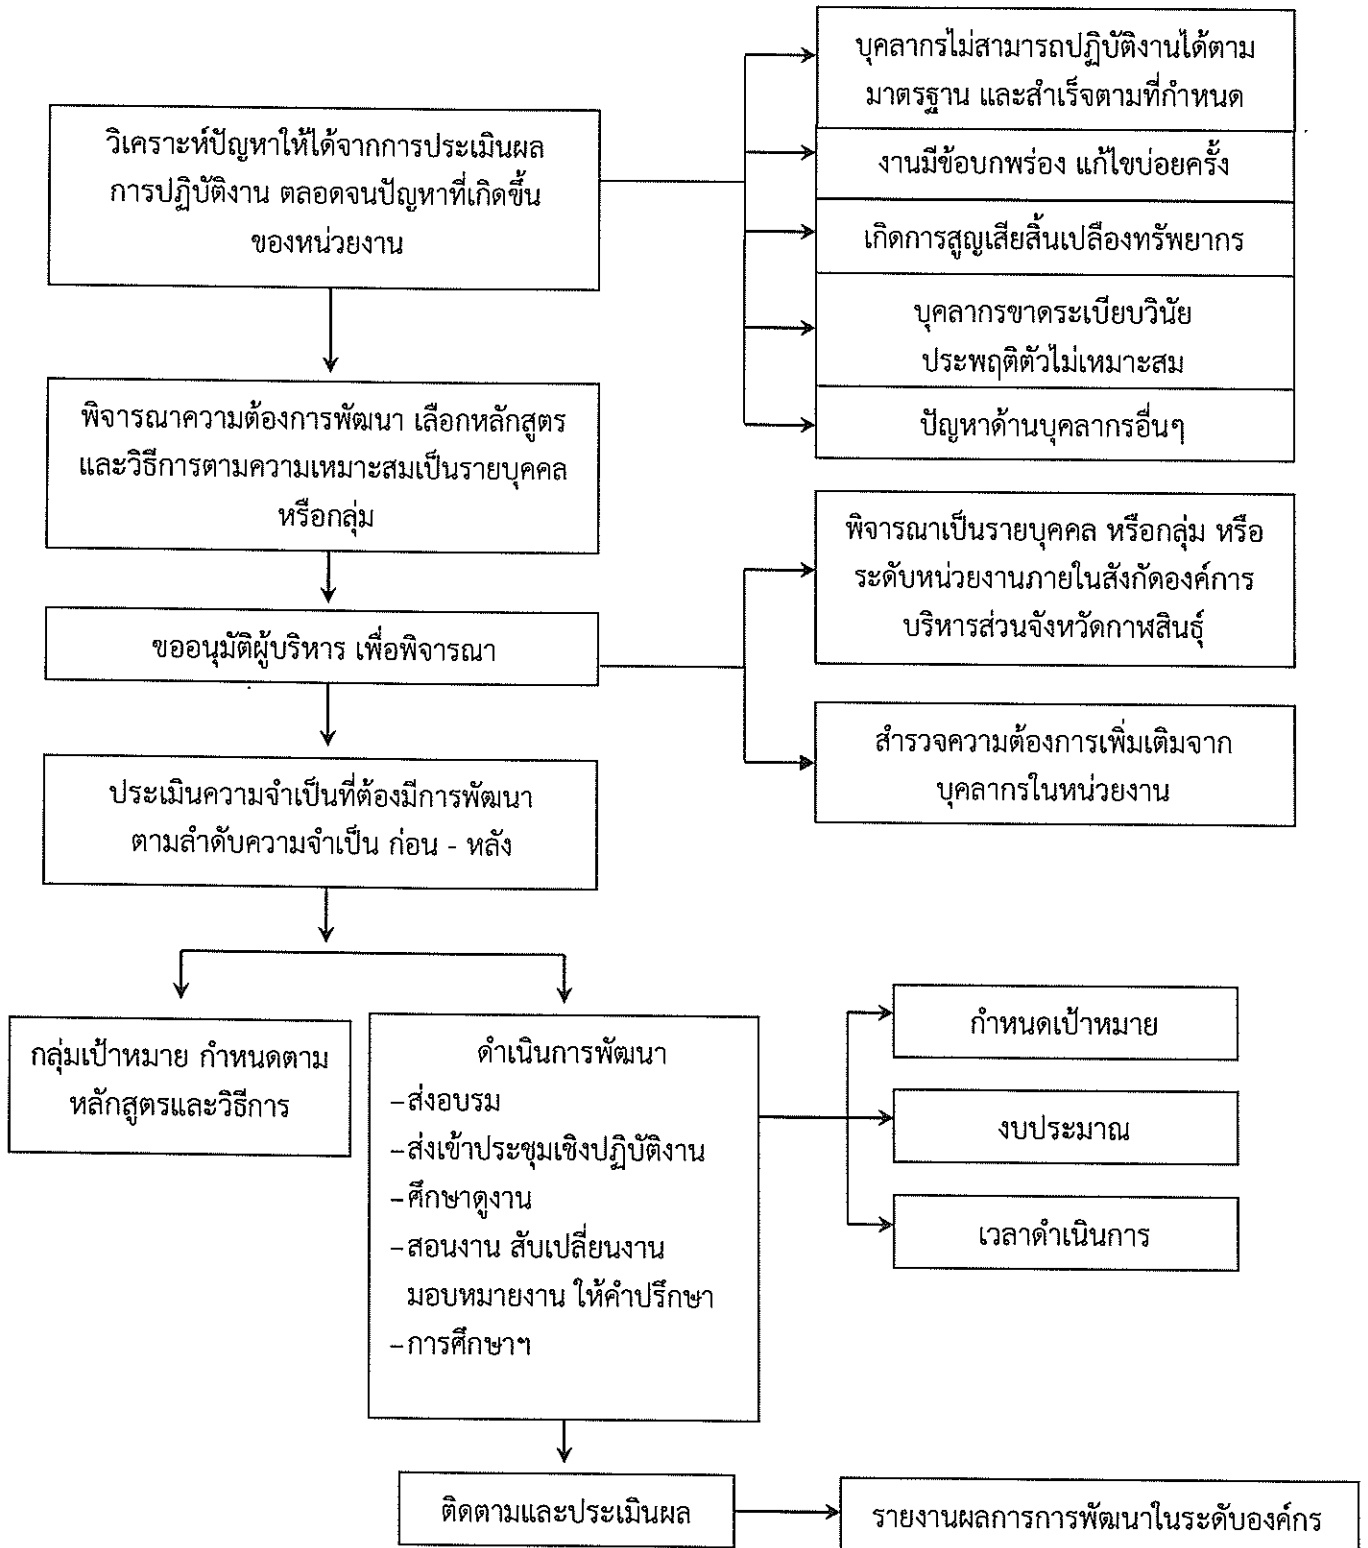 วิเคราะห์ปัญหาให้ได้จากการประเมินผล
การปฏิบัติงาน ตลอดจนปัญหาที่เกิดขึ้น
ของหน่วยงาน
บุคลากรไม่สามารถปฏิบัติงานได้ตาม
มาตรฐาน และสำเร็จตามที่กำหนด
งานมีข้อบกพร่อง แก้ไขบ่อยครั้ง
เกิดการสูญเสียสิ้นเปลืองทรัพยากร
บุคลากรขาดระเบียบวินัย
ประพฤติตัวไม่เหมาะสม
ปัญหาด้านบุคลากรอื่นๆ
พิจารณาความต้องการพัฒนา เลือกหลักสูตร
และวิธีการตามความเหมาะสมเป็นรายบุคคล
หรือกลุ่ม
ขออนุมัติผู้บริหาร เพื่อพิจารณา
พิจารณาเป็นรายบุคคล หรือกลุ่ม หรือ
ระดับหน่วยงานภายในสังกัดองค์การ
บริหารส่วนจังหวัดกาฬสินธุ์
สำรวจความต้องการเพิ่มเติมจาก
บุคลากรในหน่วยงาน
ประเมินความจำเป็นที่ต้องมีการพัฒนา
ตามลำดับความจำเป็น ก่อน - หลัง
กลุ่มเป้าหมาย กำหนดตาม
หลักสูตรและวิธีการ
ดำเนินการพัฒนา
-ส่งอบรม
-ส่งเข้าประชุมเชิงปฏิบัติงาน
-ศึกษาดูงาน
-สอนงาน สับเปลี่ยนงาน
มอบหมายงาน ให้คำปรึกษา
-การศึกษาฯ
กำหนดเป้าหมาย
งบประมาณ
เวลาดำเนินการ
ติดตามและประเมินผล
รายงานผลการการพัฒนาในระดับองค์กร